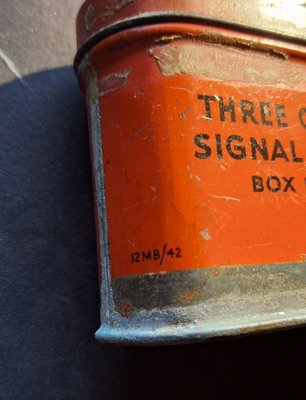 THREE
SIGNAL
BOX
12MB/42